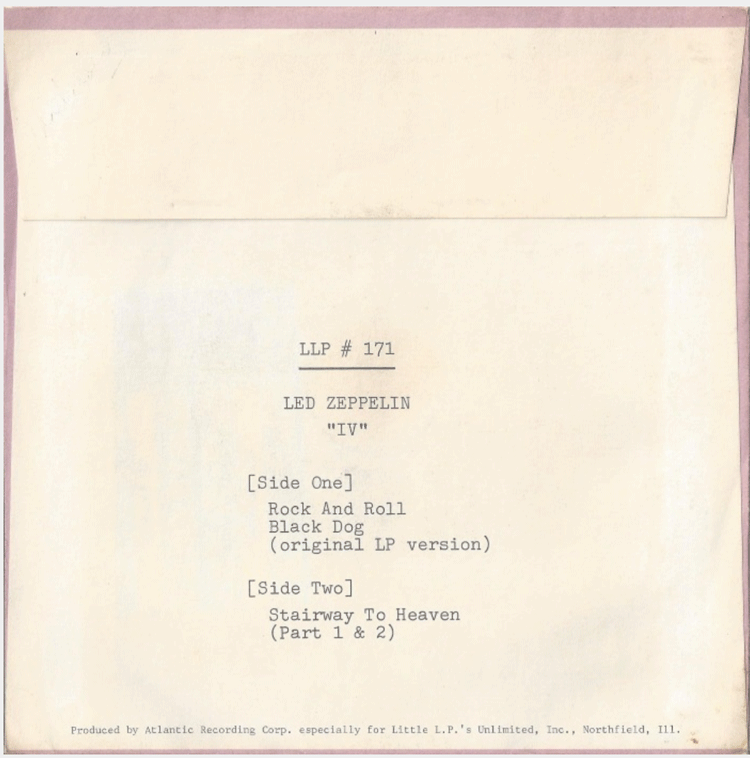 LLP # 171
LED ZEPPELIN
"IV"
[Side One]
Rock And Roll
Black Dog
(original LP version)
[Side Two]
Stairway To Heaven
(Part 1 & 2)
Produced by Atlantic Recording Corp. especially for Little L.P.'s Unlimited, Inc., Northfield, Ill.